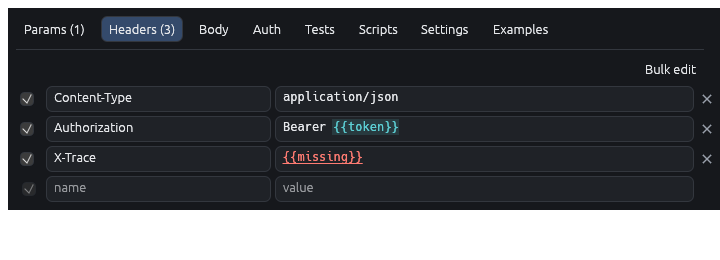 Params (1) Headers (3) Body Auth Tests Scripts Settings Examples
Bulk edit
Content-Type application/json
Authorization Bearer {{token}}
X-Trace {{missing}}
name value